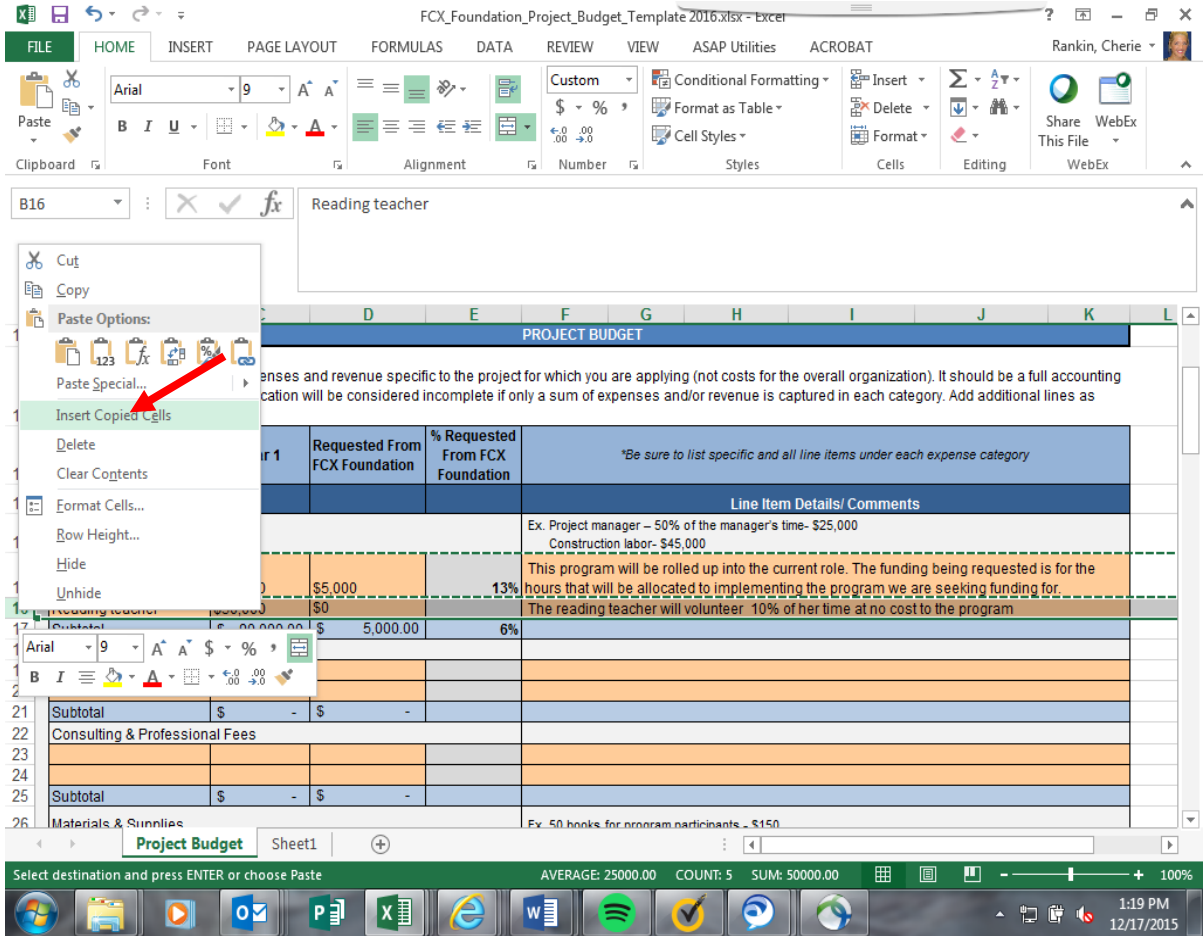 FCX_Foundation_Project_Budget_Template 2016.xlsx - Excel
FILE HOME INSERT PAGE LAYOUT FORMULAS DATA REVIEW VIEW ASAP Utilities ACROBAT Rankin, Cherie
Arial 9 Custom Conditional Formatting Insert
Paste Format as Table Delete Share WebEx
B I U $ % Cell Styles Format This File
Clipboard Font Alignment Number Styles Cells Editing WebEx
B16 fx Reading teacher
Cut
Copy
Paste Options:
Paste Special...
Insert Copied Cells
Delete
Clear Contents
Format Cells...
Row Height...
Hide
Unhide
D E F G H I J K L
PROJECT BUDGET
enses and revenue specific to the project for which you are applying (not costs for the overall organization). It should be a full accounting
cation will be considered incomplete if only a sum of expenses and/or revenue is captured in each category. Add additional lines as
r 1 Requested From FCX Foundation % Requested From FCX Foundation *Be sure to list specific and all line items under each expense category
Line Item Details/ Comments
Ex. Project manager – 50% of the manager's time- $25,000
Construction labor- $45,000
This program will be rolled up into the current role. The funding being requested is for the
$5,000 13% hours that will be allocated to implementing the program we are seeking funding for.
Reading teacher $0 The reading teacher will volunteer 10% of her time at no cost to the program
17 Subtotal $ $ 5,000.00 6%
Arial 9 $ %
B I A
21 Subtotal $ - $ -
22 Consulting & Professional Fees
23
24
25 Subtotal $ - $ -
26 Materials & Supplies Ex. 50 books for program participants - $150
Project Budget Sheet1
Select destination and press ENTER or choose Paste AVERAGE: 25000.00 COUNT: 5 SUM: 50000.00 100%
1:19 PM
12/17/2015